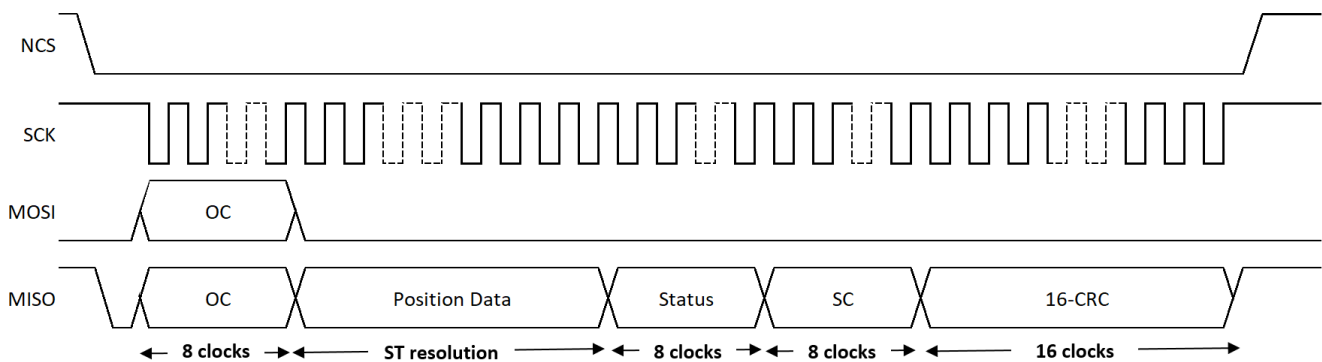 NCS
SCK
MOSI
OC
MISO
OC
Position Data
Status
SC
16-CRC
8 clocks
ST resolution
8 clocks
8 clocks
16 clocks